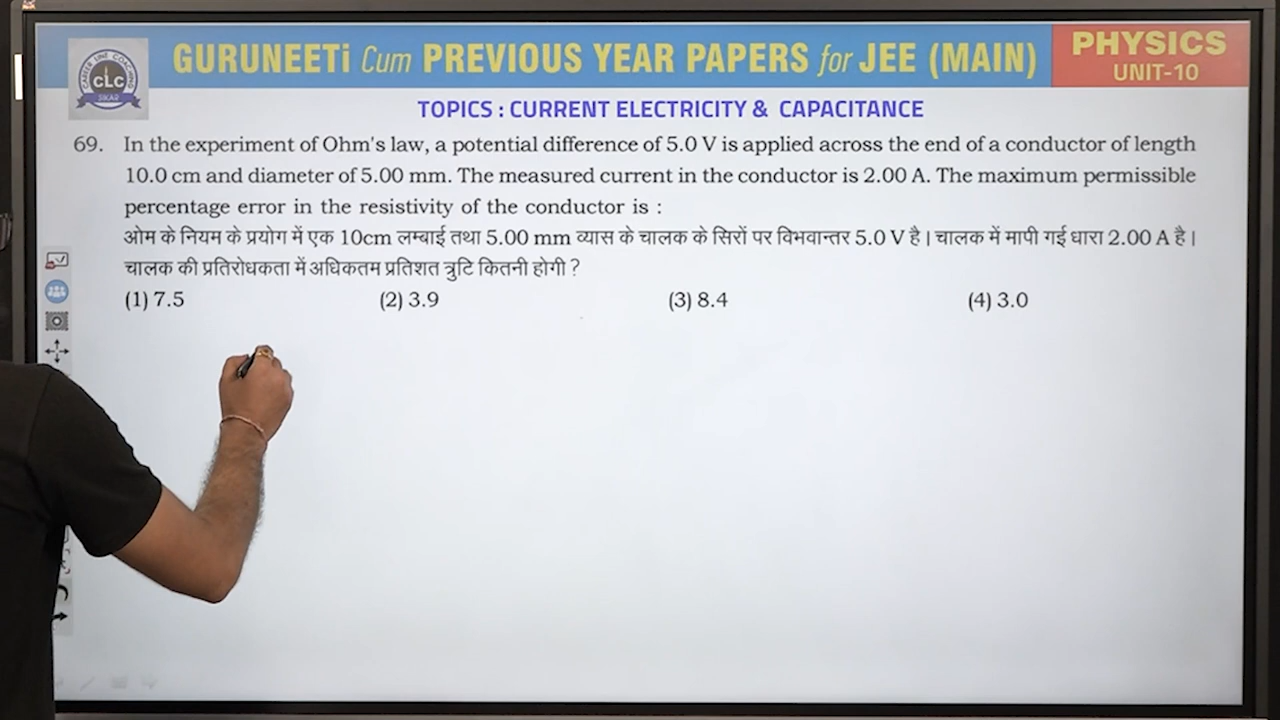 GURUNEETi Cum PREVIOUS YEAR PAPERS for JEE (MAIN)
PHYSICS
UNIT-10
CAREER LINE COACHING
CLC
SIKAR
TOPICS : CURRENT ELECTRICITY & CAPACITANCE
69. In the experiment of Ohm's law, a potential difference of 5.0 V is applied across the end of a conductor of length
10.0 cm and diameter of 5.00 mm. The measured current in the conductor is 2.00 A. The maximum permissible
percentage error in the resistivity of the conductor is :
ओम के नियम के प्रयोग में एक 10cm लम्बाई तथा 5.00 mm व्यास के चालक के सिरों पर विभवान्तर 5.0 V है। चालक में मापी गई धारा 2.00 A है।
चालक की प्रतिरोधकता में अधिकतम प्रतिशत त्रुटि कितनी होगी ?
(1) 7.5 (2) 3.9 (3) 8.4 (4) 3.0